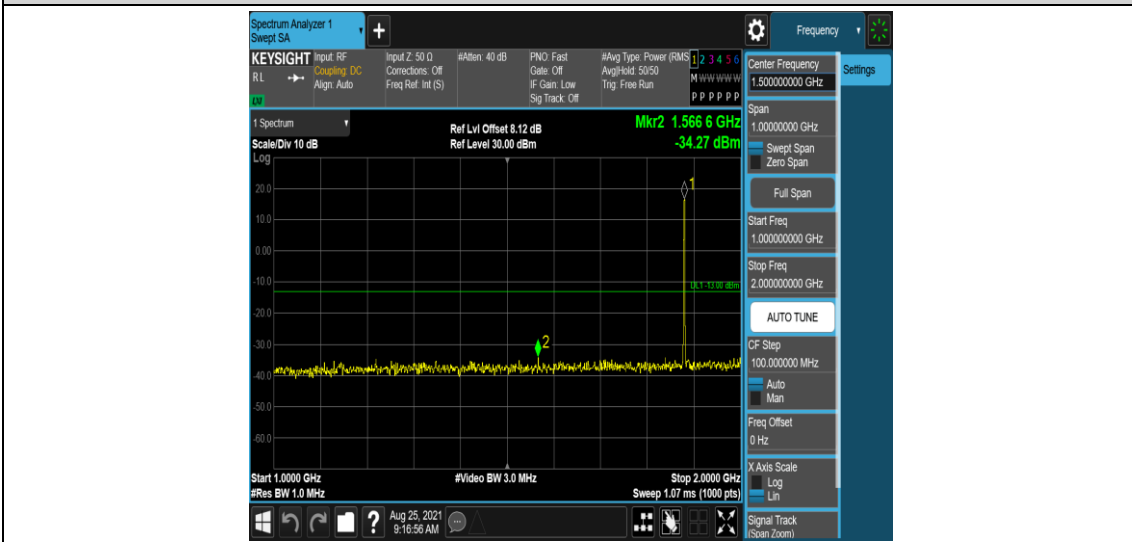 Spectrum Analyzer 1
Swept SA
+
Frequency
KEYSIGHT
RL
LXI
Input: RF
Coupling: DC
Align: Auto
Input Z: 50 Ω
Corrections: Off
Freq Ref: Int (S)
#Atten: 40 dB
PNO: Fast
Gate: Off
IF Gain: Low
Sig Track: Off
#Avg Type: Power (RMS
Avg|Hold: 50/50
Trig: Free Run
1 2 3 4 5 6
M W W W W W
P P P P P P
1 Spectrum
Scale/Div 10 dB
Ref Lvl Offset 8.12 dB
Ref Level 30.00 dBm
Mkr2 1.566 6 GHz
-34.27 dBm
Log
20.0
10.0
0.00
-10.0
-20.0
-30.0
-40.0
-50.0
-60.0
1
DL1 -13.00 dBm
2
Start 1.0000 GHz
#Res BW 1.0 MHz
#Video BW 3.0 MHz
Stop 2.0000 GHz
Sweep 1.07 ms (1000 pts)
?
Aug 25, 2021
9:16:56 AM
Center Frequency
1.500000000 GHz
Settings
Span
1.00000000 GHz
Swept Span
Zero Span
Full Span
Start Freq
1.000000000 GHz
Stop Freq
2.000000000 GHz
AUTO TUNE
CF Step
100.000000 MHz
Auto
Man
Freq Offset
0 Hz
X Axis Scale
Log
Lin
Signal Track
(Span Zoom)